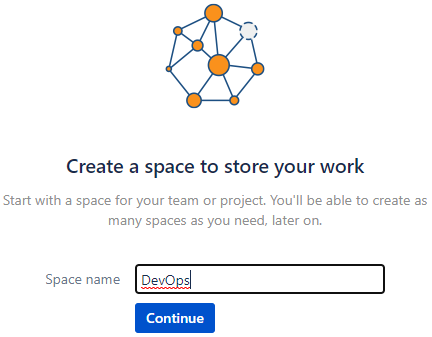 Create a space to store your work
Start with a space for your team or project. You'll be able to create as
many spaces as you need, later on.
Space name
DevOps
Continue